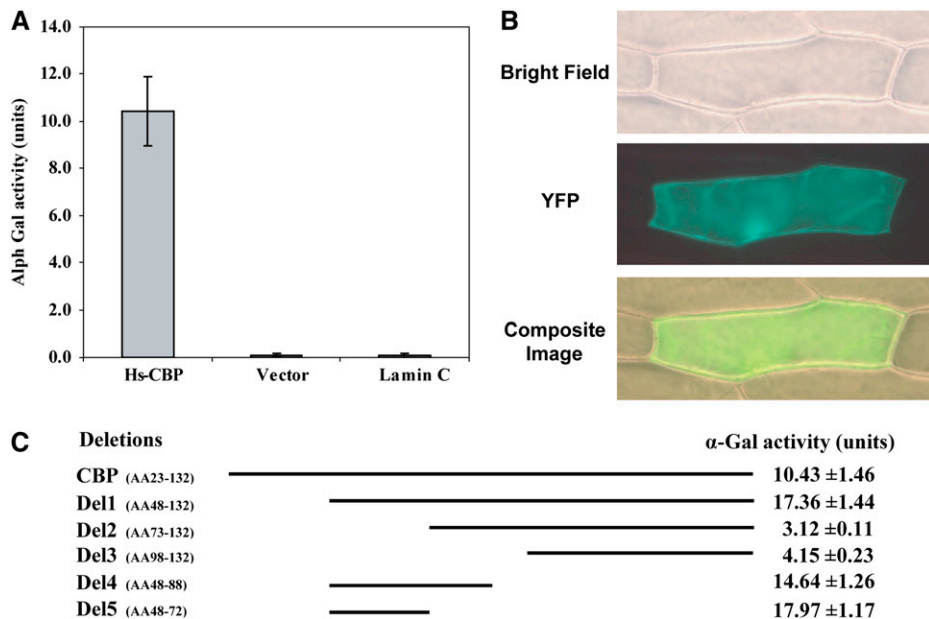 A
Alph Gal activity (units)
14.0
12.0
10.0
8.0
6.0
4.0
2.0
0.0
Hs-CBP Vector Lamin C
B
Bright Field
YFP
Composite
Image
C
Deletions α-Gal activity (units)
CBP (AA23-132) 10.43 ±1.46
Del1 (AA48-132) 17.36 ±1.44
Del2 (AA73-132) 3.12 ±0.11
Del3 (AA98-132) 4.15 ±0.23
Del4 (AA48-88) 14.64 ±1.26
Del5 (AA48-72) 17.97 ±1.17